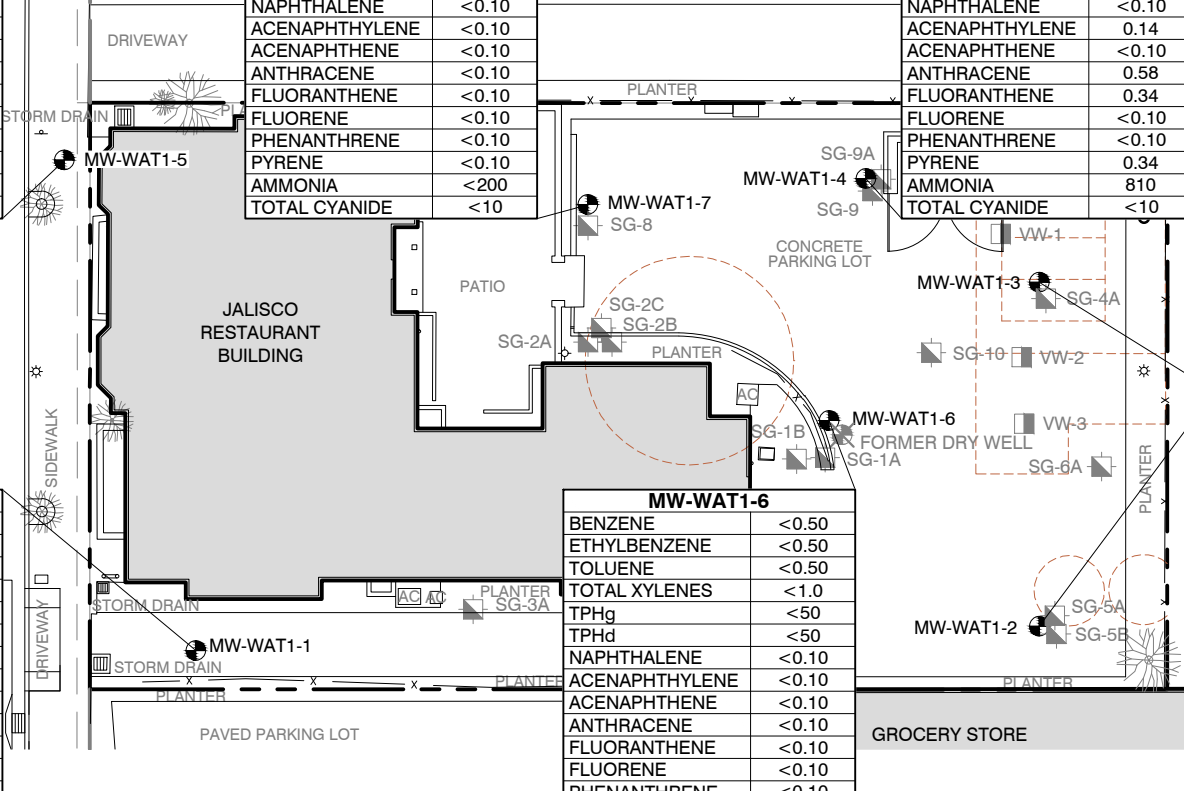 NAPHTHALENE <0.10
ACENAPHTHYLENE <0.10
ACENAPHTHENE <0.10
ANTHRACENE <0.10
FLUORANTHENE <0.10
FLUORENE <0.10
PHENANTHRENE <0.10
PYRENE <0.10
AMMONIA <200
TOTAL CYANIDE <10
NAPHTHALENE <0.10
ACENAPHTHYLENE 0.14
ACENAPHTHENE <0.10
ANTHRACENE 0.58
FLUORANTHENE 0.34
FLUORENE <0.10
PHENANTHRENE <0.10
PYRENE 0.34
AMMONIA 810
TOTAL CYANIDE <10
DRIVEWAY
PLANTER
STORM DRAIN
MW-WAT1-5
MW-WAT1-7
SG-8
SG-9A
MW-WAT1-4
SG-9
CONCRETE
PARKING LOT
VW-1
MW-WAT1-3
SG-4A
PATIO
JALISCO
RESTAURANT
BUILDING
SG-2C
SG-2B
SG-2A
PLANTER
SG-10
VW-2
AC
MW-WAT1-6
VW-3
SG-1B
FORMER DRY WELL
SG-1A
SG-6A
SIDEWALK
PLANTER
MW-WAT1-6
BENZENE <0.50
ETHYLBENZENE <0.50
TOLUENE <0.50
TOTAL XYLENES <1.0
TPHg <50
TPHd <50
NAPHTHALENE <0.10
ACENAPHTHYLENE <0.10
ACENAPHTHENE <0.10
ANTHRACENE <0.10
FLUORANTHENE <0.10
FLUORENE <0.10
PHENANTHRENE <0.10
STORM DRAIN
AC AC
PLANTER
SG-3A
DRIVEWAY
MW-WAT1-1
STORM DRAIN
PLANTER
PLANTER
PAVED PARKING LOT
SG-5A
MW-WAT1-2
SG-5B
PLANTER
GROCERY STORE